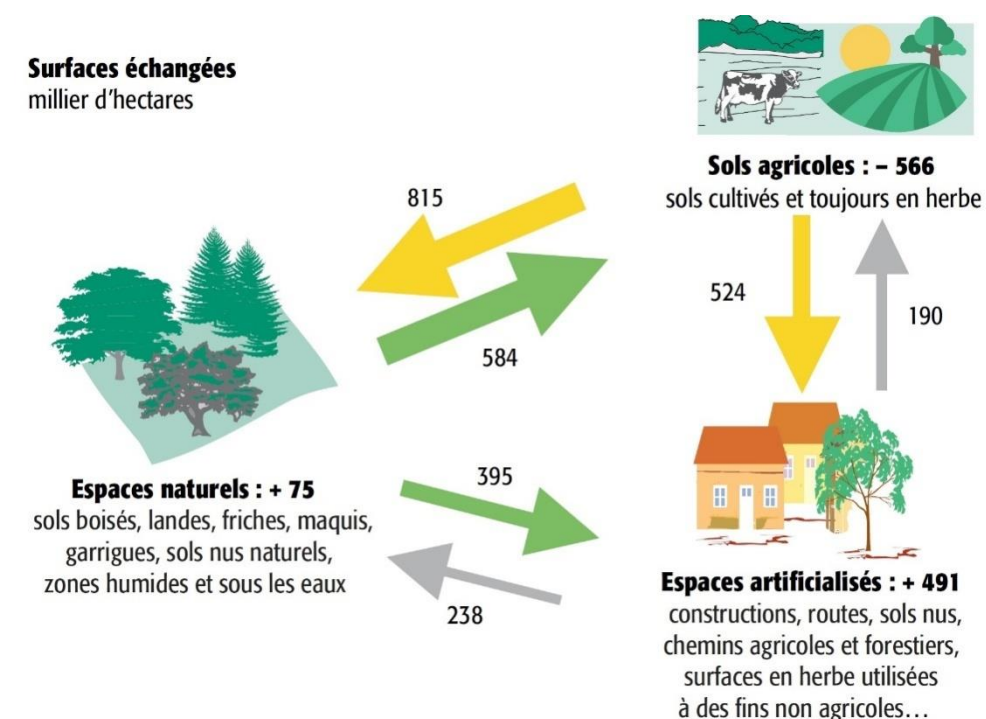 Surfaces échangées
millier d'hectares
Sols agricoles : – 566
sols cultivés et toujours en herbe
815
584
524
190
Espaces naturels : + 75
sols boisés, landes, friches, maquis,
garrigues, sols nus naturels,
zones humides et sous les eaux
395
238
Espaces artificialisés : + 491
constructions, routes, sols nus,
chemins agricoles et forestiers,
surfaces en herbe utilisées
à des fins non agricoles…